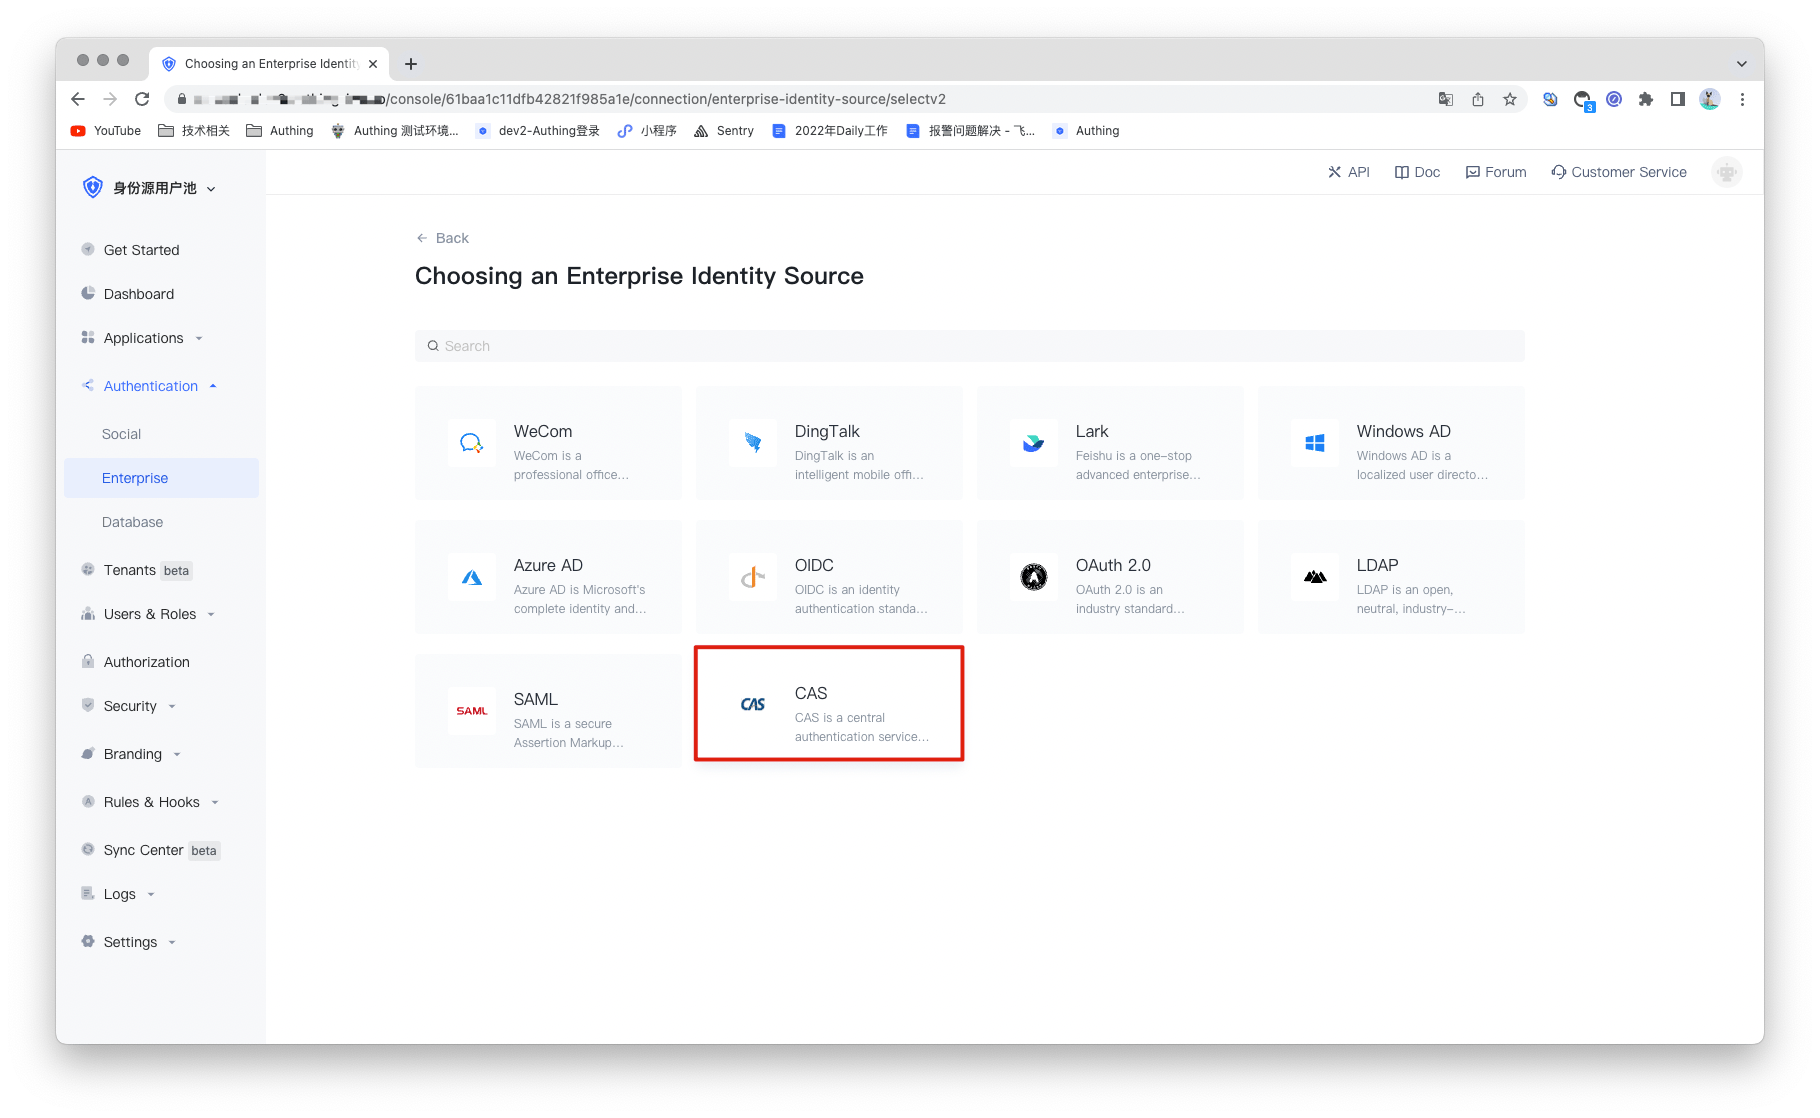 Choosing an Enterprise Identit
/console/61baa1c11dfb42821f985a1e/connection/enterprise-identity-source/selectv2
3
YouTube
技术相关
Authing
Authing 测试环境...
dev2-Authing登录
小程序
Sentry
2022年Daily工作
报警问题解决 - 飞...
Authing
身份源用户池
API
Doc
Forum
Customer Service
Get Started
Dashboard
Applications
Authentication
Social
Enterprise
Database
Tenants beta
Users & Roles
Authorization
Security
Branding
Rules & Hooks
Sync Center beta
Logs
Settings
Back
Choosing an Enterprise Identity Source
Search
WeCom
WeCom is a
professional office...
DingTalk
DingTalk is an
intelligent mobile offi...
Lark
Feishu is a one-stop
advanced enterprise...
Windows AD
Windows AD is a
localized user directo...
Azure AD
Azure AD is Microsoft's
complete identity and...
OIDC
OIDC is an identity
authentication standa...
OAuth 2.0
OAuth 2.0 is an
industry standard...
LDAP
LDAP is an open,
neutral, industry-...
SAML
SAML
SAML is a secure
Assertion Markup...
CAS
CAS
CAS is a central
authentication service...